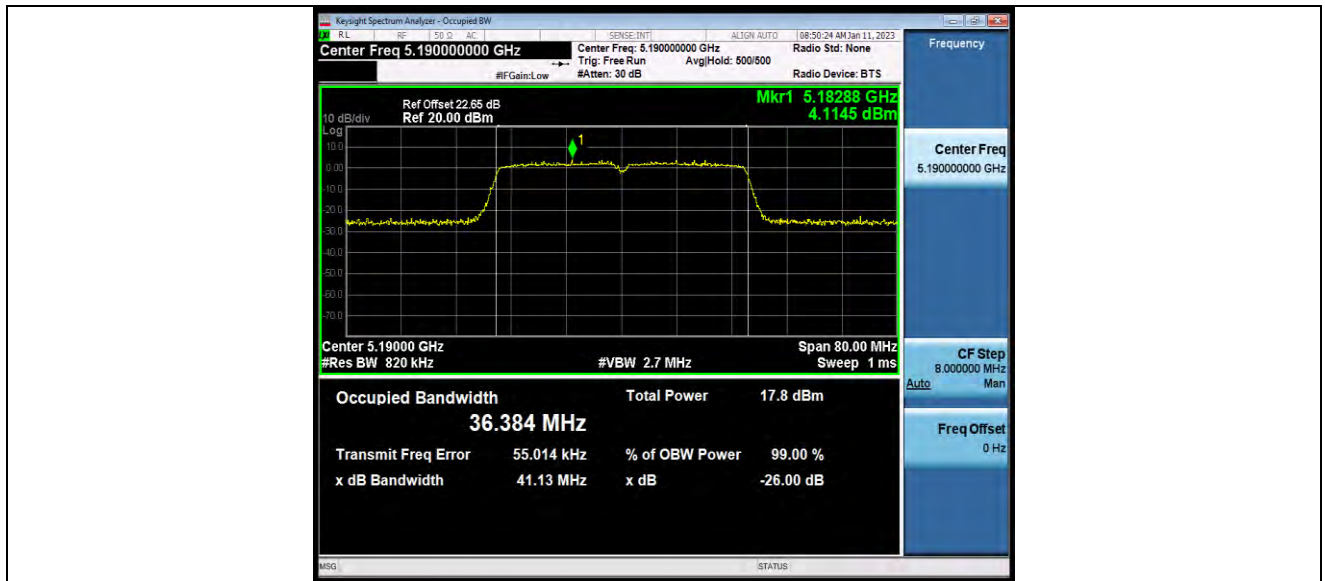 Keysight Spectrum Analyzer - Occupied BW
RL RF 50 Ω AC SENSE:INT ALIGN AUTO 08:50:24 AM Jan 11, 2023
Center Freq 5.190000000 GHz
Center Freq: 5.190000000 GHz Radio Std: None
Trig: Free Run Avg|Hold: 500/500
#IFGain:Low #Atten: 30 dB Radio Device: BTS
Frequency
Mkr1 5.18288 GHz
4.1145 dBm
Ref Offset 22.65 dB
10 dB/div Ref 20.00 dBm
Log
10.0
0.00
-10.0
-20.0
-30.0
-40.0
-50.0
-60.0
-70.0
1
Center 5.19000 GHz Span 80.00 MHz
#Res BW 820 kHz #VBW 2.7 MHz Sweep 1 ms
Center Freq
5.190000000 GHz
CF Step
8.000000 MHz
Auto Man
Freq Offset
0 Hz
Occupied Bandwidth Total Power 17.8 dBm
36.384 MHz
Transmit Freq Error 55.014 kHz % of OBW Power 99.00 %
x dB Bandwidth 41.13 MHz x dB -26.00 dB
MSG STATUS